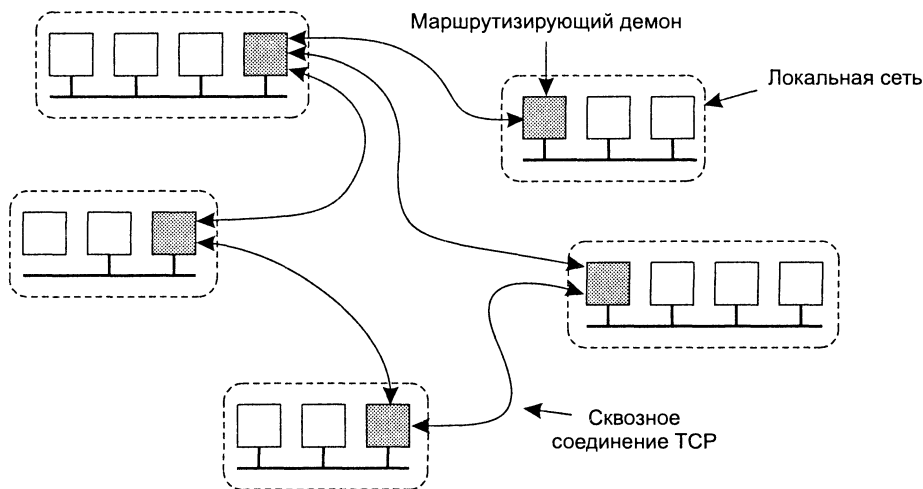 Маршрутизирующий демон
Локальная сеть
Сквозное
соединение TCP